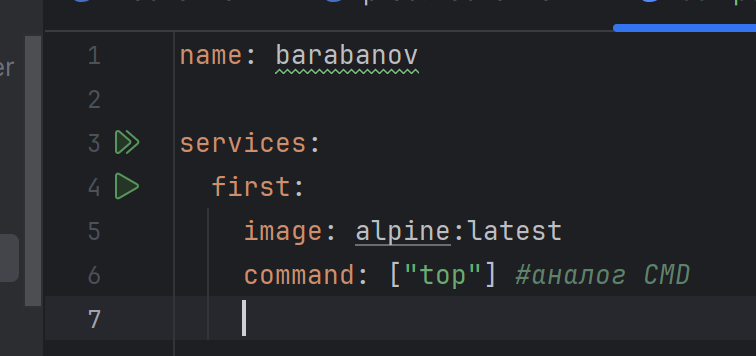 er
1 name: barabanov
2
3 services:
4 first:
5 image: alpine:latest
6 command: ["top"] #аналог CMD
7